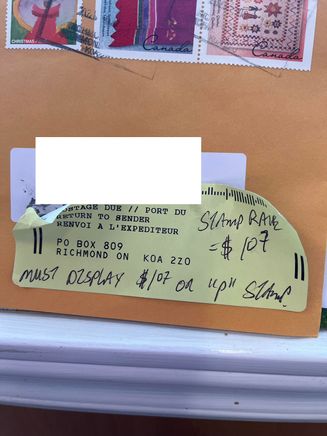 CHRISTMAS
Canada
Canada
POSTAGE DUE // PORT DU
RETURN TO SENDER
RENVOI A L'EXPEDITEUR
PO BOX 809
RICHMOND ON K0A 2Z0
STAMP RATE
= $ 1.07
MUST DISPLAY $1.07 OR "P" STAMP